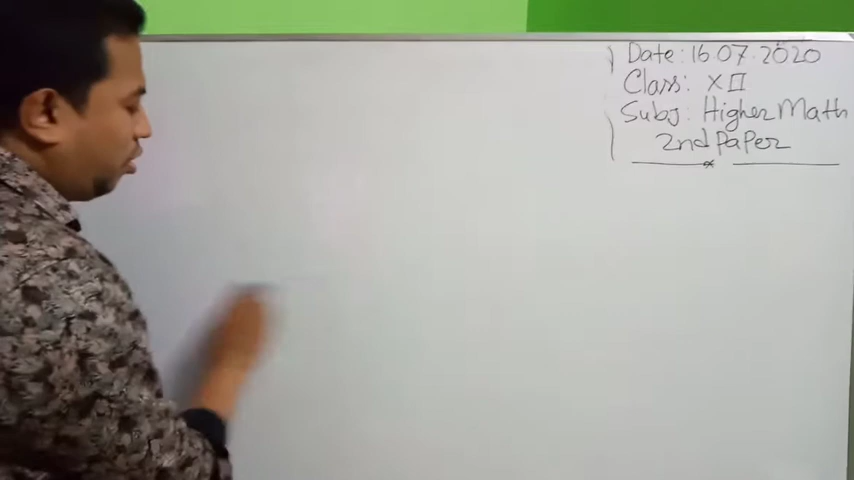 Date: 16.07.2020
Class: XII
Subj: Higher Math
2nd Paper